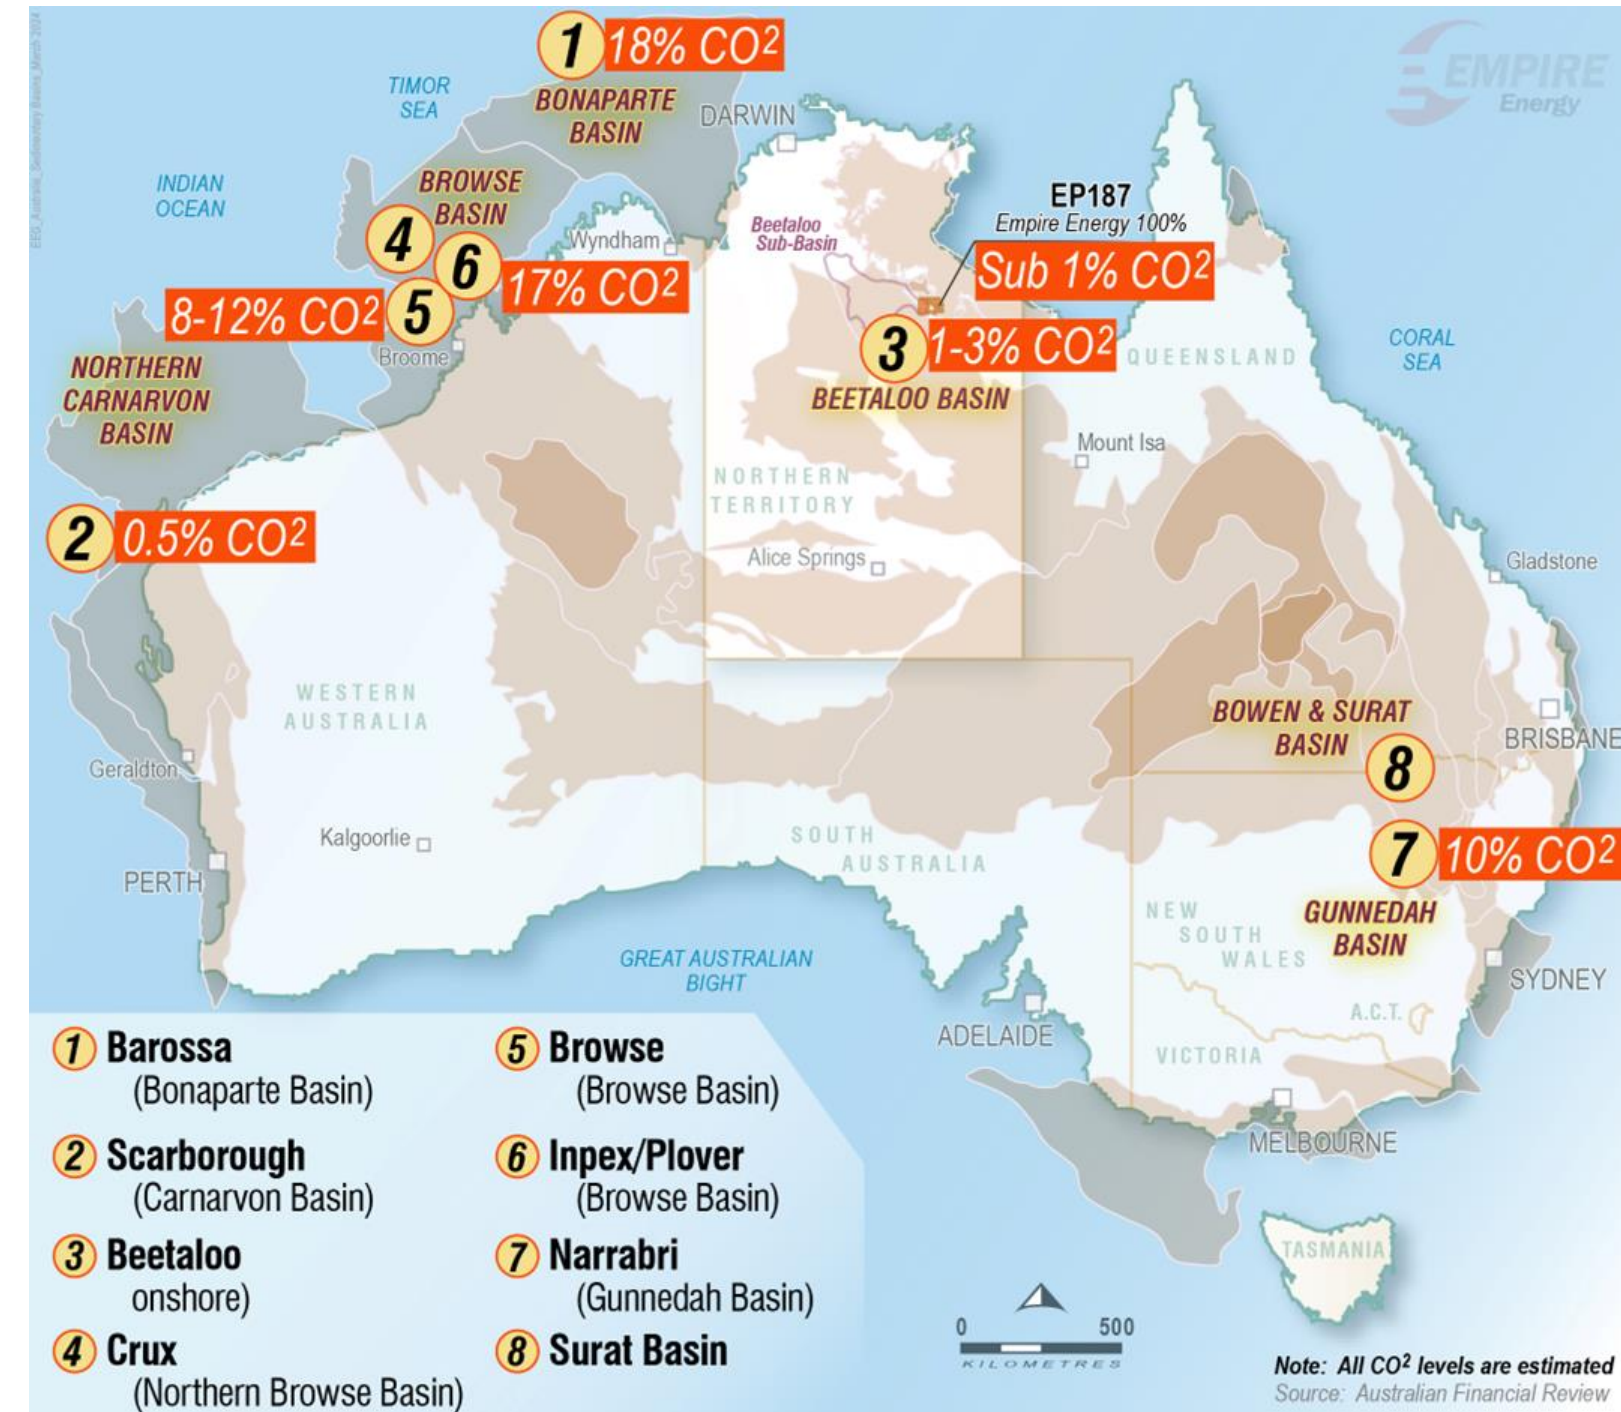 EEG_Australia_Sedimentary Basins_March 2024
1 18% CO2
TIMOR
SEA
BONAPARTE
BASIN
DARWIN
EMPIRE
Energy
INDIAN
OCEAN
BROWSE
BASIN
4
6
17% CO2
8-12% CO2
5
Wyndham
Broome
Beetaloo
Sub-Basin
EP187
Empire Energy 100%
Sub 1% CO2
3 1-3% CO2
BEETALOO BASIN
QUEENSLAND
CORAL
SEA
NORTHERN
CARNARVON
BASIN
Mount Isa
NORTHERN
TERRITORY
2 0.5% CO2
Alice Springs
Gladstone
WESTERN
AUSTRALIA
BOWEN & SURAT
BASIN
8
BRISBANE
Geraldton
Kalgoorlie
SOUTH
AUSTRALIA
7 10% CO2
PERTH
NEW
SOUTH
WALES
GUNNEDAH
BASIN
GREAT AUSTRALIAN
BIGHT
SYDNEY
A.C.T.
ADELAIDE
VICTORIA
MELBOURNE
TASMANIA
1 Barossa
(Bonaparte Basin)
2 Scarborough
(Carnarvon Basin)
3 Beetaloo
onshore)
4 Crux
(Northern Browse Basin)
5 Browse
(Browse Basin)
6 Inpex/Plover
(Browse Basin)
7 Narrabri
(Gunnedah Basin)
8 Surat Basin
0 500
KILOMETRES
Note: All CO2 levels are estimated
Source: Australian Financial Review